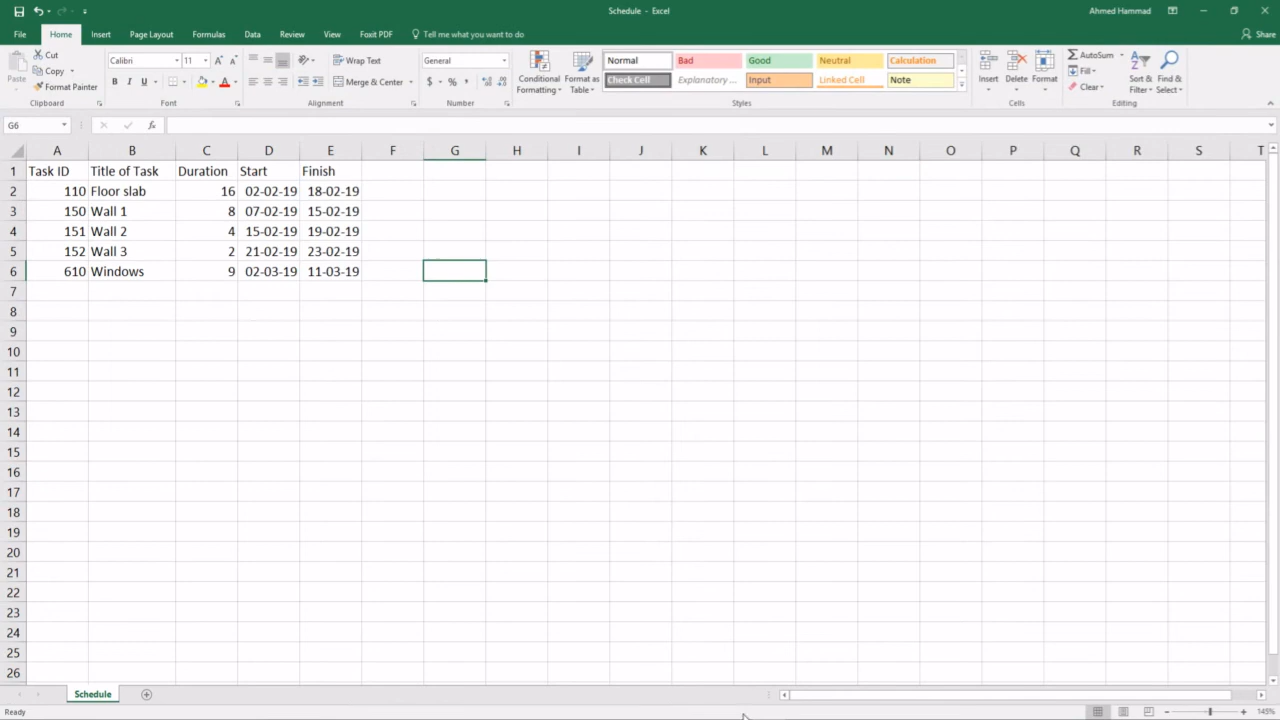 Schedule - Excel
Ahmed Hammad
File Home Insert Page Layout Formulas Data Review View Foxit PDF Tell me what you want to do Share
Paste Cut Copy Format Painter
Calibri 11 B I U A
Wrap Text Merge & Center
General $ %
Conditional Formatting Format as Table
Normal Bad Good Neutral Calculation
Check Cell Explanatory ... Input Linked Cell Note
Insert Delete Format
AutoSum Fill Clear Sort & Filter Find & Select
Clipboard Font Alignment Number Styles Cells Editing
G6 fx
A B C D E F G H I J K L M N O P Q R S T
1 Task ID Title of Task Duration Start Finish
2 110 Floor slab 16 02-02-19 18-02-19
3 150 Wall 1 8 07-02-19 15-02-19
4 151 Wall 2 4 15-02-19 19-02-19
5 152 Wall 3 2 21-02-19 23-02-19
6 610 Windows 9 02-03-19 11-03-19
7
8
9
10
11
12
13
14
15
16
17
18
19
20
21
22
23
24
25
26
Schedule
Ready 145%